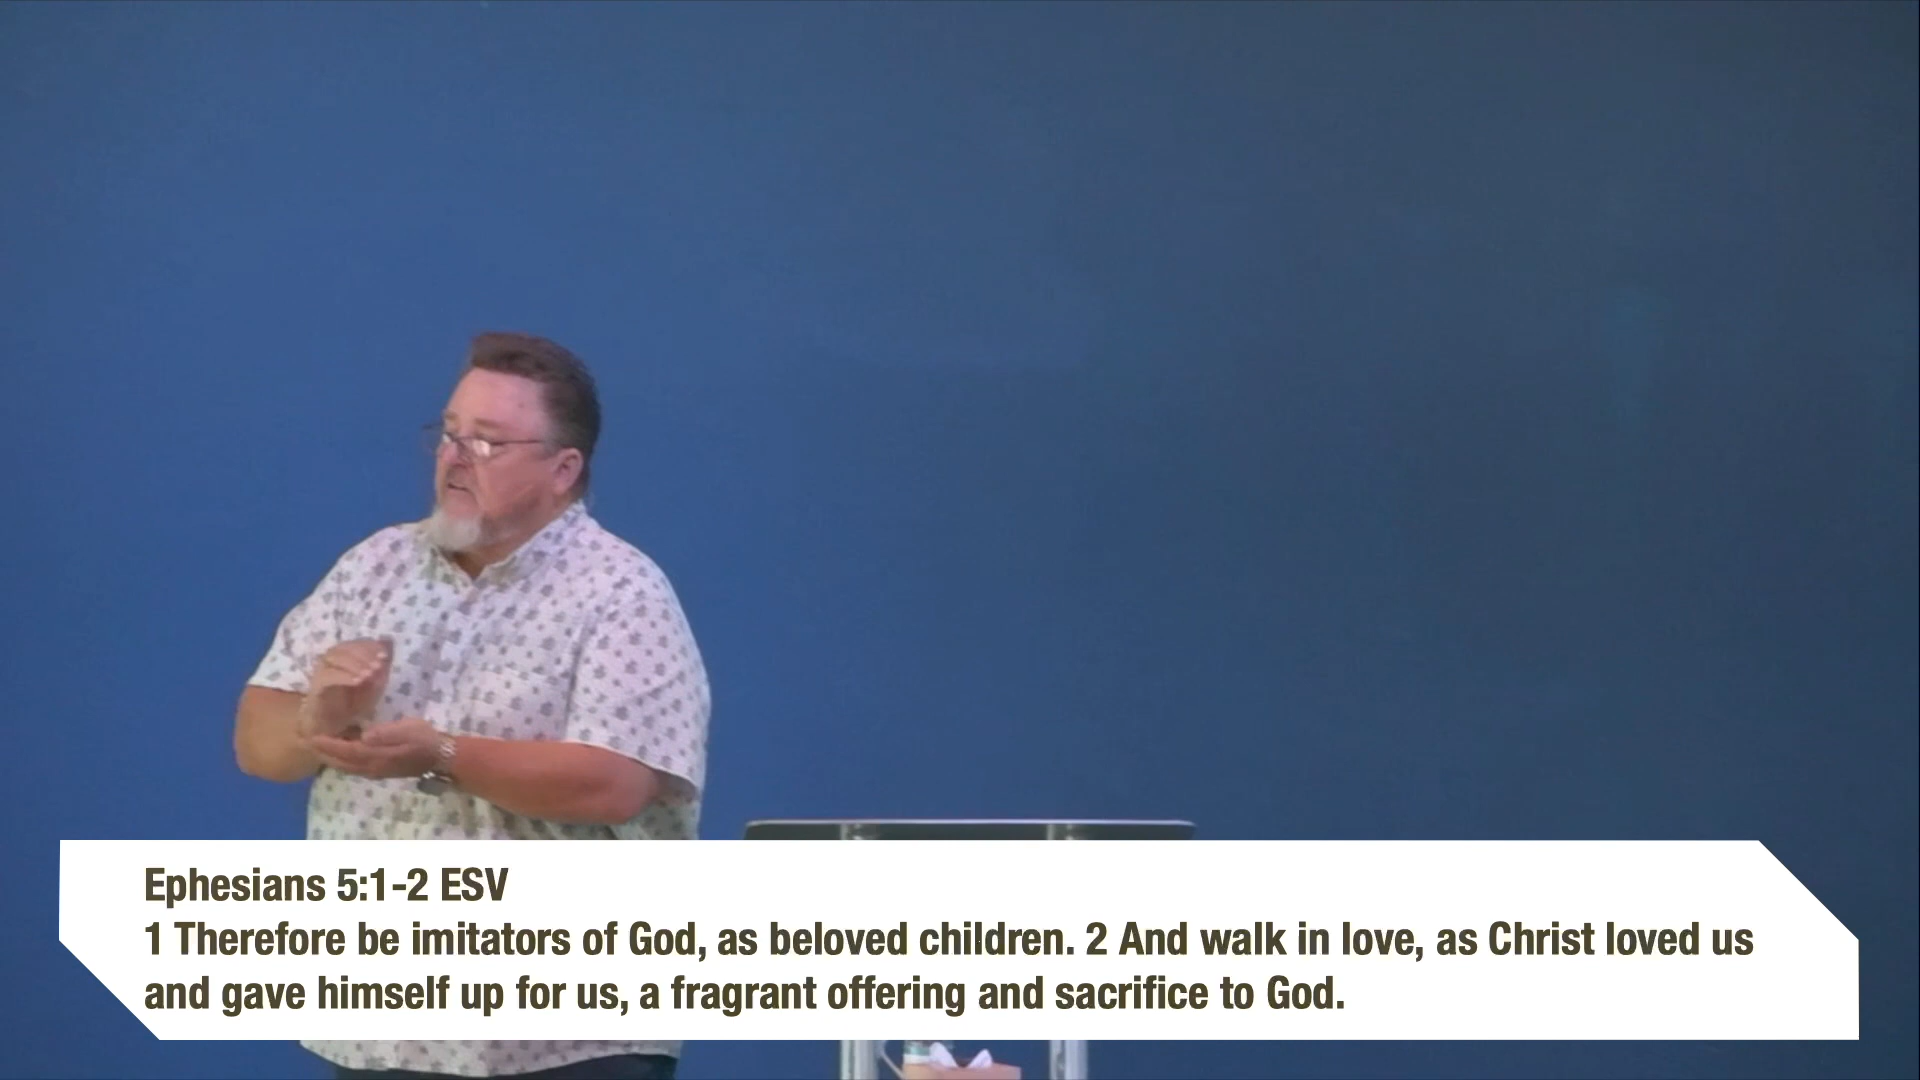 Ephesians 5:1-2 ESV
1 Therefore be imitators of God, as beloved children. 2 And walk in love, as Christ loved us
and gave himself up for us, a fragrant offering and sacrifice to God.